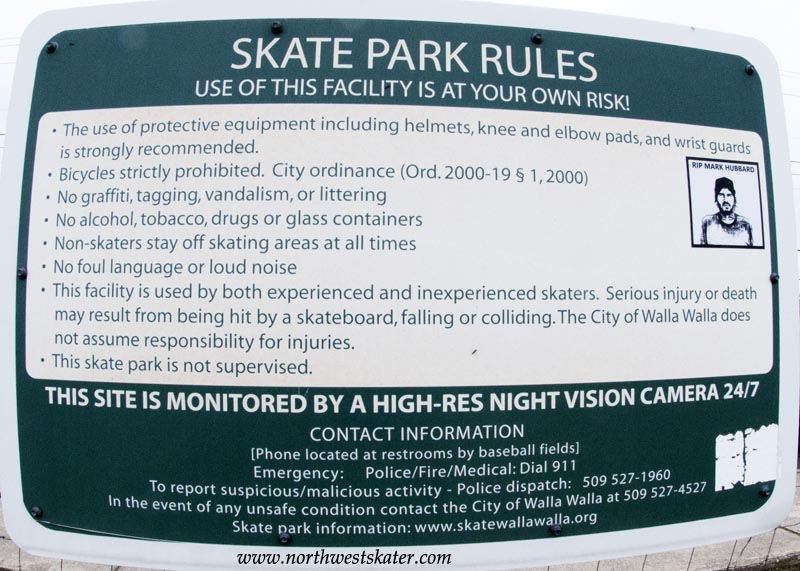 SKATE PARK RULES
USE OF THIS FACILITY IS AT YOUR OWN RISK!
• The use of protective equipment including helmets, knee and elbow pads, and wrist guards
is strongly recommended.
• Bicycles strictly prohibited. City ordinance (Ord. 2000-19 § 1, 2000)
• No graffiti, tagging, vandalism, or littering
• No alcohol, tobacco, drugs or glass containers
• Non-skaters stay off skating areas at all times
• No foul language or loud noise
• This facility is used by both experienced and inexperienced skaters. Serious injury or death
may result from being hit by a skateboard, falling or colliding. The City of Walla Walla does
not assume responsibility for injuries.
• This skate park is not supervised.
RIP MARK HUBBARD
THIS SITE IS MONITORED BY A HIGH-RES NIGHT VISION CAMERA 24/7
CONTACT INFORMATION
[Phone located at restrooms by baseball fields]
Emergency: Police/Fire/Medical: Dial 911
To report suspicious/malicious activity - Police dispatch: 509 527-1960
In the event of any unsafe condition contact the City of Walla Walla at 509 527-4527
Skate park information: www.skatewallawalla.org
www.northwestskater.com